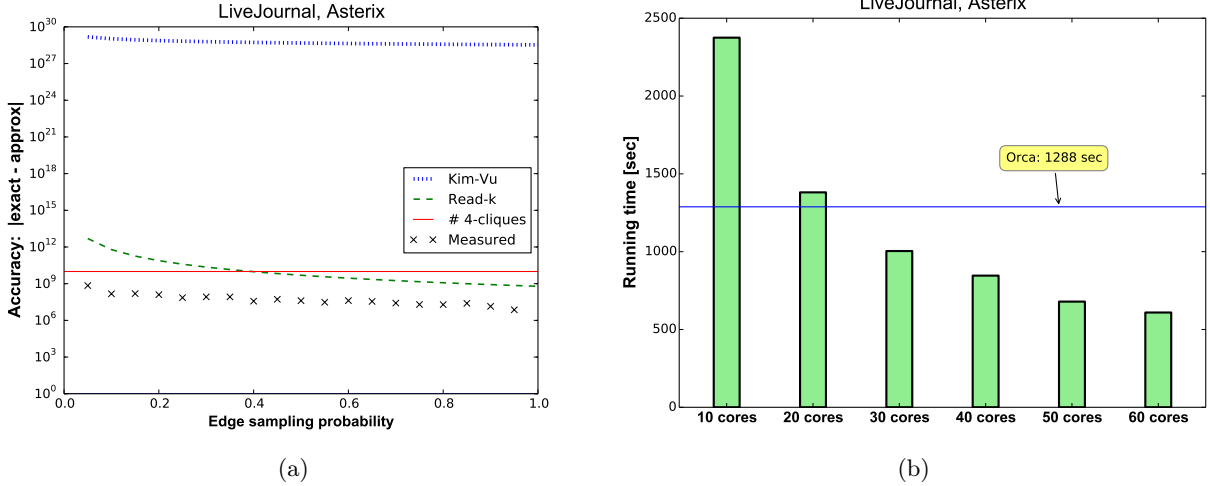 LiveJournal, Asterix
10^30
10^27
10^24
10^21
10^18
10^15
10^12
10^9
10^6
10^3
10^0
Accuracy: |exact - approx|
Kim-Vu
Read-k
# 4-cliques
Measured
0.0 0.2 0.4 0.6 0.8 1.0
Edge sampling probability
(a)
LiveJournal, Asterix
2500
2000
1500
1000
500
0
Running time [sec]
Orca: 1288 sec
10 cores 20 cores 30 cores 40 cores 50 cores 60 cores
(b)